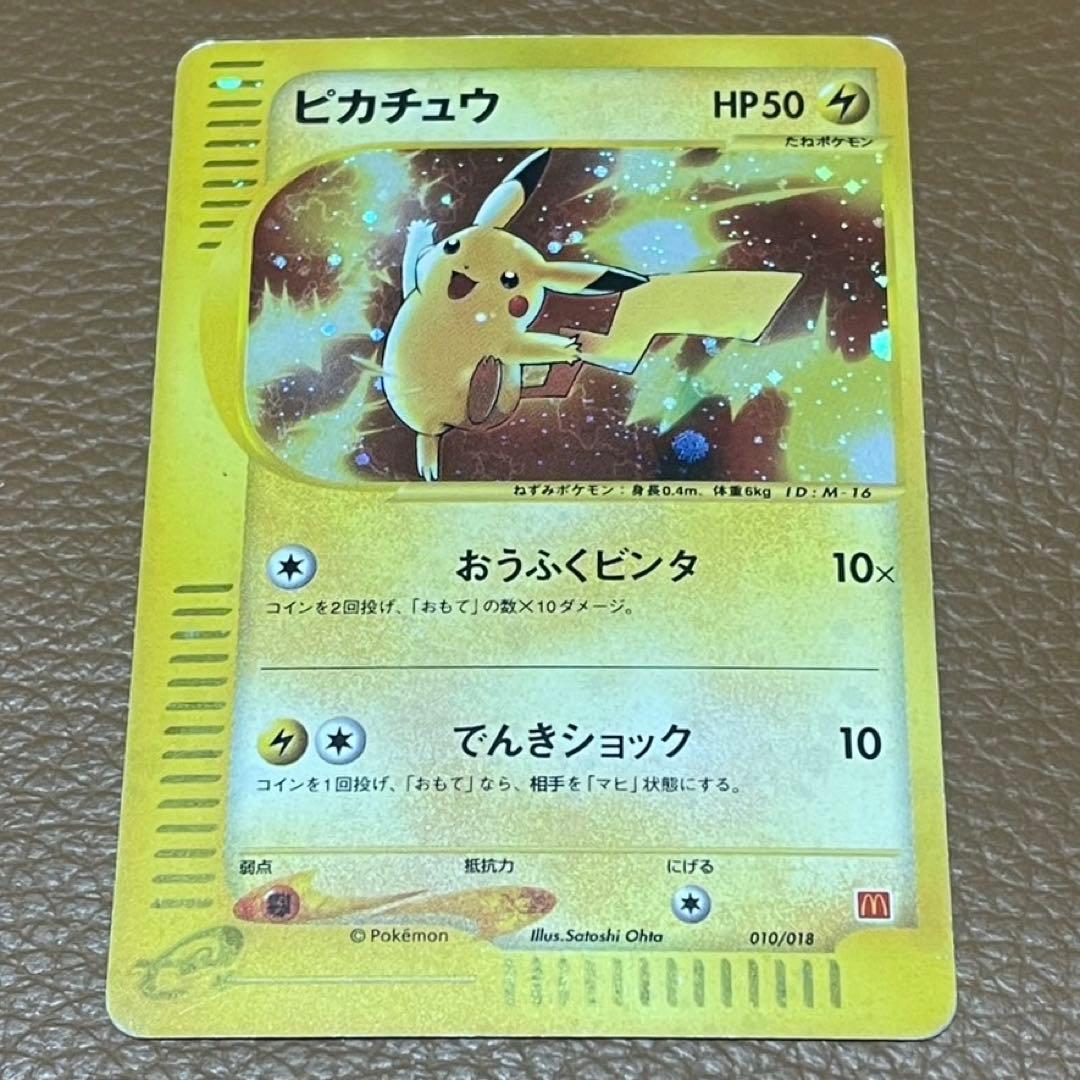 ピカチュウ HP50
たねポケモン
ねずみポケモン：身長0.4m、体重6kg ID:M-16
おうふくビンタ 10×
コインを2回投げ、「おもて」の数×10ダメージ。
でんきショック 10
コインを1回投げ、「おもて」なら、相手を「マヒ」状態にする。
弱点 抵抗力 にげる
©Pokémon Illus.Satoshi Ohta 010/018